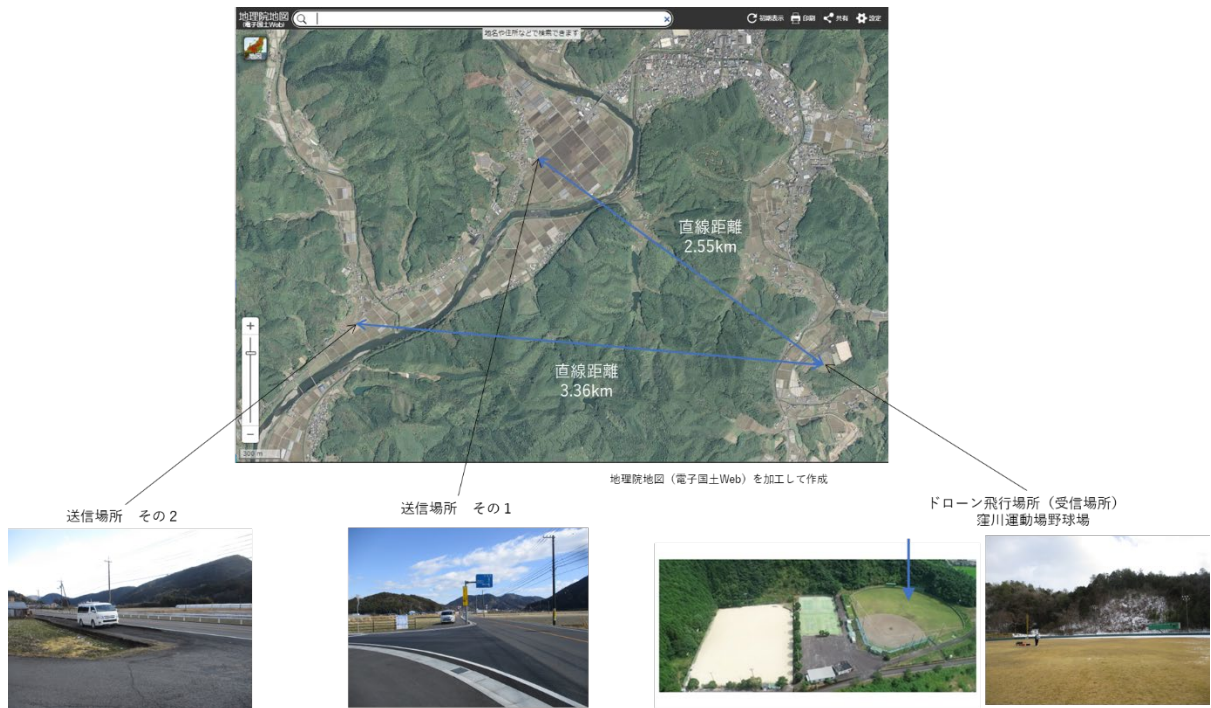 地理院地図
(電子国土Web)
初期表示
印刷
共有
設定
地名や住所などで検索できます
直線距離
2.55km
直線距離
3.36km
300 m
地理院地図（電子国土Web）を加工して作成
送信場所　その２
送信場所　その１
ドローン飛行場所（受信場所）
窪川運動場野球場